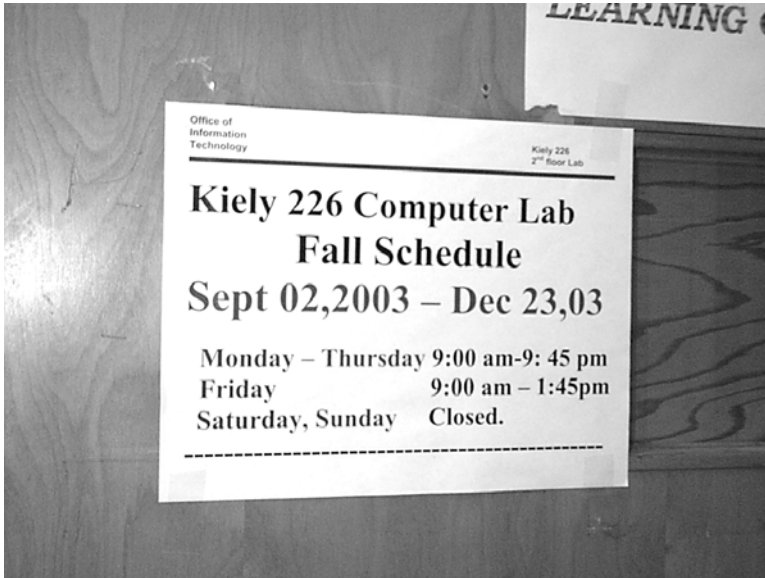 LEARNING
Office of
Information
Technology
Kiely 226
2nd floor Lab
Kiely 226 Computer Lab
Fall Schedule
Sept 02,2003 – Dec 23,03
Monday – Thursday 9:00 am-9: 45 pm
Friday 9:00 am – 1:45pm
Saturday, Sunday Closed.